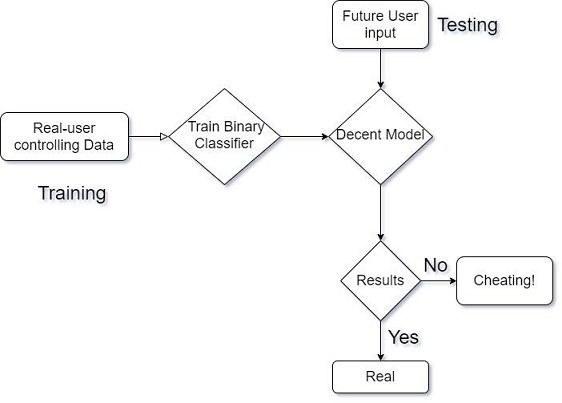 Future User
input
Testing
Real-user
controlling Data
Train Binary
Classifier
Decent Model
Training
Results
No
Cheating!
Yes
Real